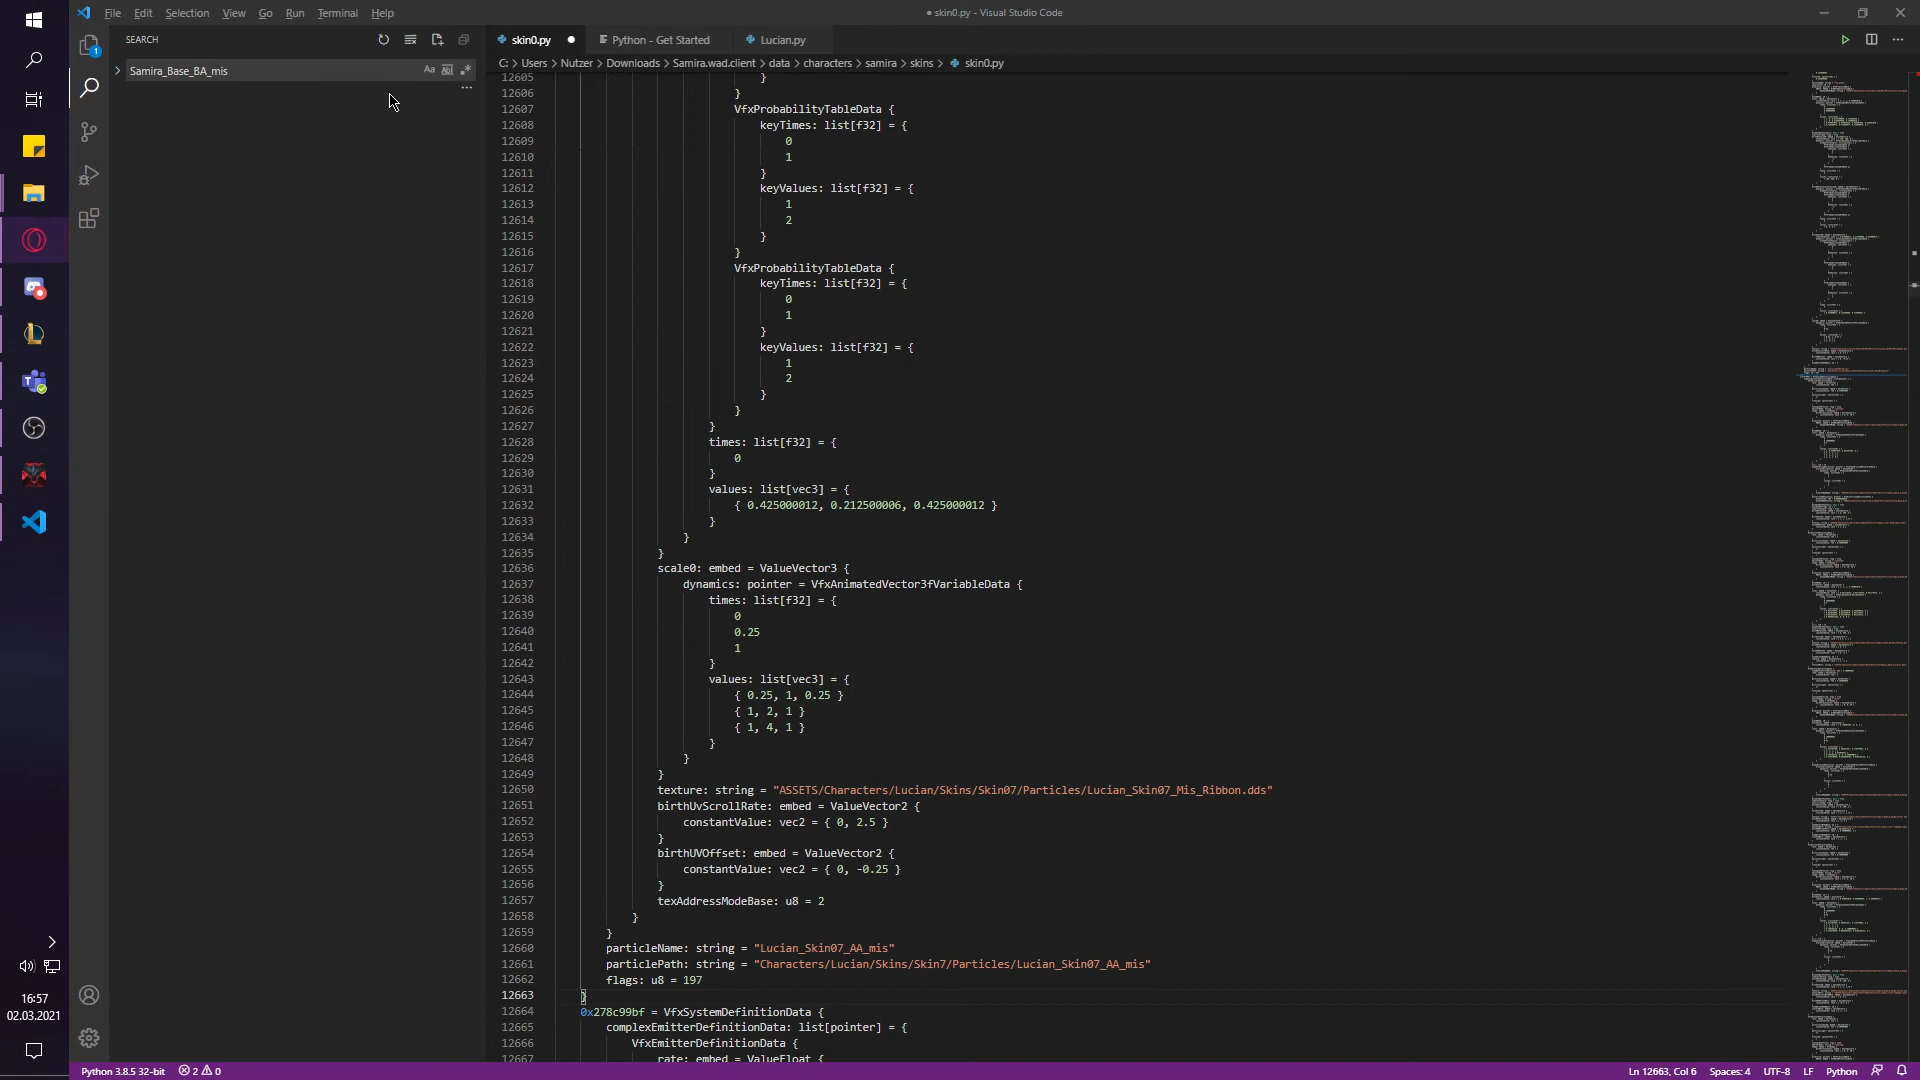 File Edit Selection View Go Run Terminal Help
● skin0.py - Visual Studio Code
SEARCH
skin0.py ●
Python - Get Started
Lucian.py
Samira_Base_BA_mis
C: > Users > Nutzer > Downloads > Samira.wad.client > data > characters > samira > skins > skin0.py
12605 }
12606 }
12607 VfxProbabilityTableData {
12608 keyTimes: list[f32] = {
12609 0
12610 1
12611 }
12612 keyValues: list[f32] = {
12613 1
12614 2
12615 }
12616 }
12617 VfxProbabilityTableData {
12618 keyTimes: list[f32] = {
12619 0
12620 1
12621 }
12622 keyValues: list[f32] = {
12623 1
12624 2
12625 }
12626 }
12627 }
12628 times: list[f32] = {
12629 0
12630 }
12631 values: list[vec3] = {
12632 { 0.425000012, 0.212500006, 0.425000012 }
12633 }
12634 }
12635 }
12636 scale0: embed = ValueVector3 {
12637 dynamics: pointer = VfxAnimatedVector3fVariableData {
12638 times: list[f32] = {
12639 0
12640 0.25
12641 1
12642 }
12643 values: list[vec3] = {
12644 { 0.25, 1, 0.25 }
12645 { 1, 2, 1 }
12646 { 1, 4, 1 }
12647 }
12648 }
12649 }
12650 texture: string = "ASSETS/Characters/Lucian/Skins/Skin07/Particles/Lucian_Skin07_Mis_Ribbon.dds"
12651 birthUvScrollRate: embed = ValueVector2 {
12652 constantValue: vec2 = { 0, 2.5 }
12653 }
12654 birthUVOffset: embed = ValueVector2 {
12655 constantValue: vec2 = { 0, -0.25 }
12656 }
12657 texAddressModeBase: u8 = 2
12658 }
12659 }
12660 particleName: string = "Lucian_Skin07_AA_mis"
12661 particlePath: string = "Characters/Lucian/Skins/Skin7/Particles/Lucian_Skin07_AA_mis"
12662 flags: u8 = 197
12663 }
12664 0x278c99bf = VfxSystemDefinitionData {
12665 complexEmitterDefinitionData: list[pointer] = {
12666 VfxEmitterDefinitionData {
12667 rate: embed = ValueFloat {
16:57
02.03.2021
Python 3.8.5 32-bit 2 0
Ln 12663, Col 6 Spaces: 4 UTF-8 LF Python